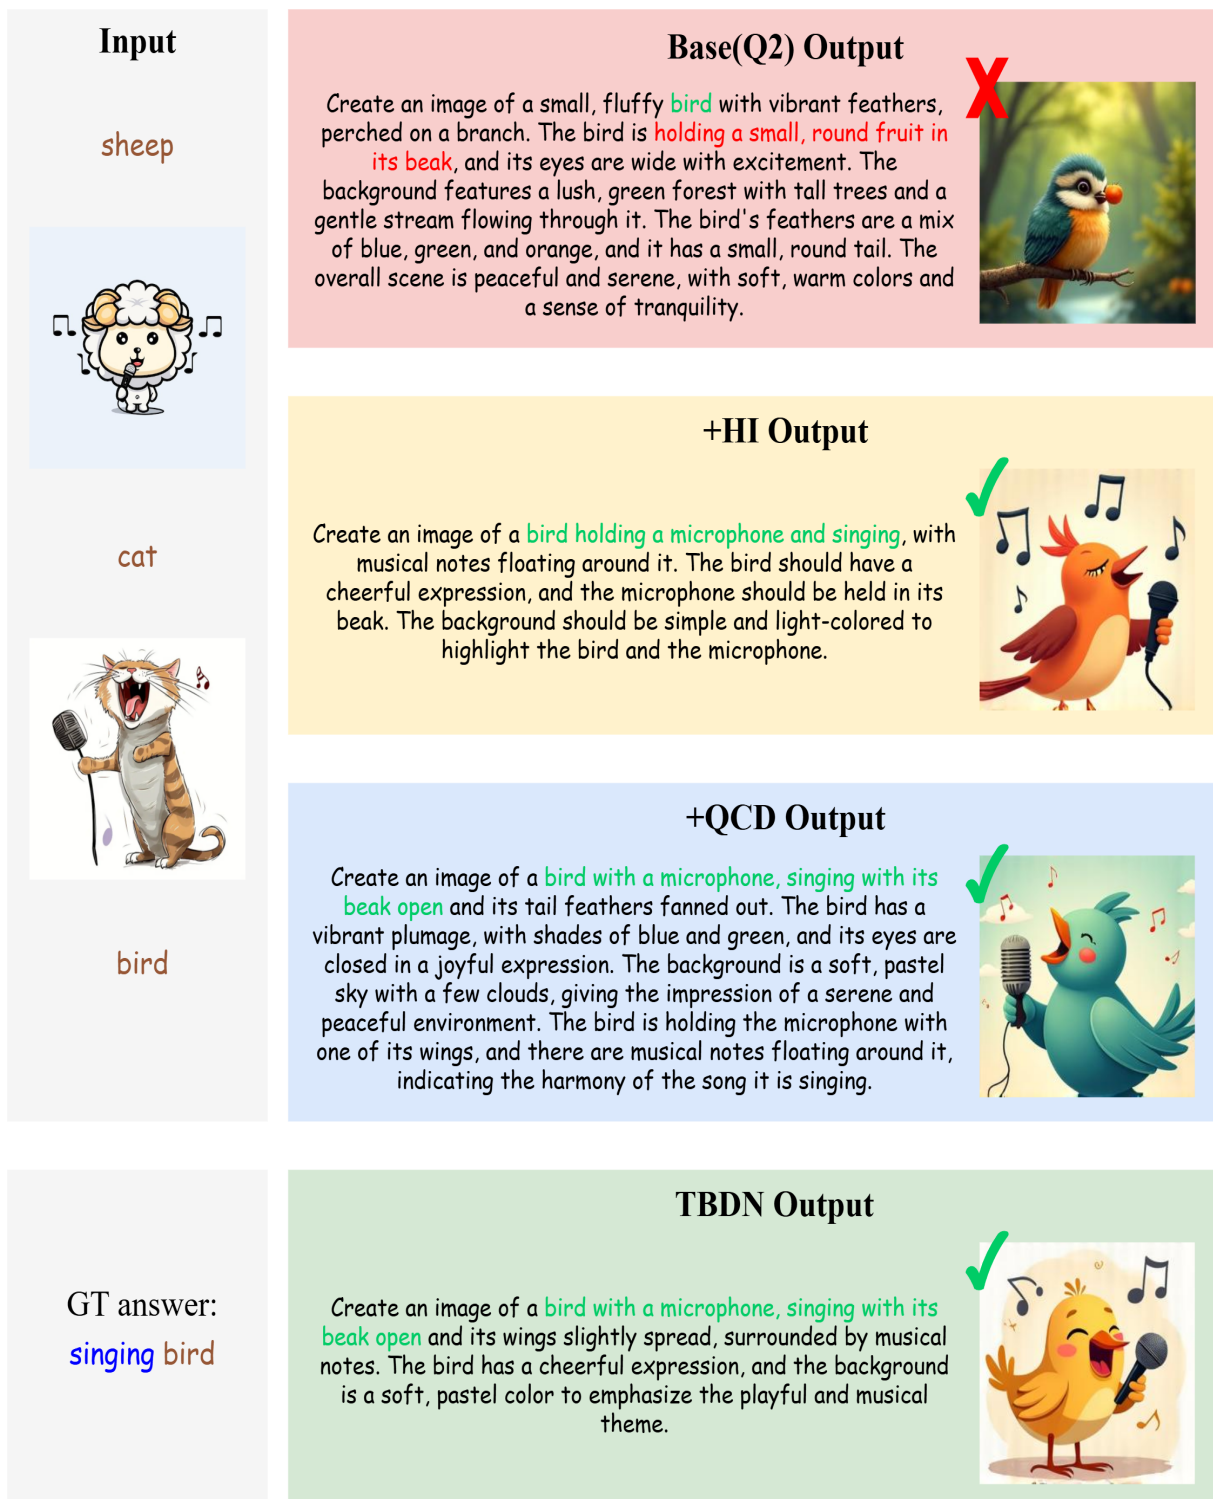 Input
sheep
cat
bird
GT answer:
singing bird
Base(Q2) Output
Create an image of a small, fluffy bird with vibrant feathers,
perched on a branch. The bird is holding a small, round fruit in
its beak, and its eyes are wide with excitement. The
background features a lush, green forest with tall trees and a
gentle stream flowing through it. The bird's feathers are a mix
of blue, green, and orange, and it has a small, round tail. The
overall scene is peaceful and serene, with soft, warm colors and
a sense of tranquility.
+HI Output
Create an image of a bird holding a microphone and singing, with
musical notes floating around it. The bird should have a
cheerful expression, and the microphone should be held in its
beak. The background should be simple and light-colored to
highlight the bird and the microphone.
+QCD Output
Create an image of a bird with a microphone, singing with its
beak open and its tail feathers fanned out. The bird has a
vibrant plumage, with shades of blue and green, and its eyes are
closed in a joyful expression. The background is a soft, pastel
sky with a few clouds, giving the impression of a serene and
peaceful environment. The bird is holding the microphone with
one of its wings, and there are musical notes floating around it,
indicating the harmony of the song it is singing.
TBDN Output
Create an image of a bird with a microphone, singing with its
beak open and its wings slightly spread, surrounded by musical
notes. The bird has a cheerful expression, and the background
is a soft, pastel color to emphasize the playful and musical
theme.